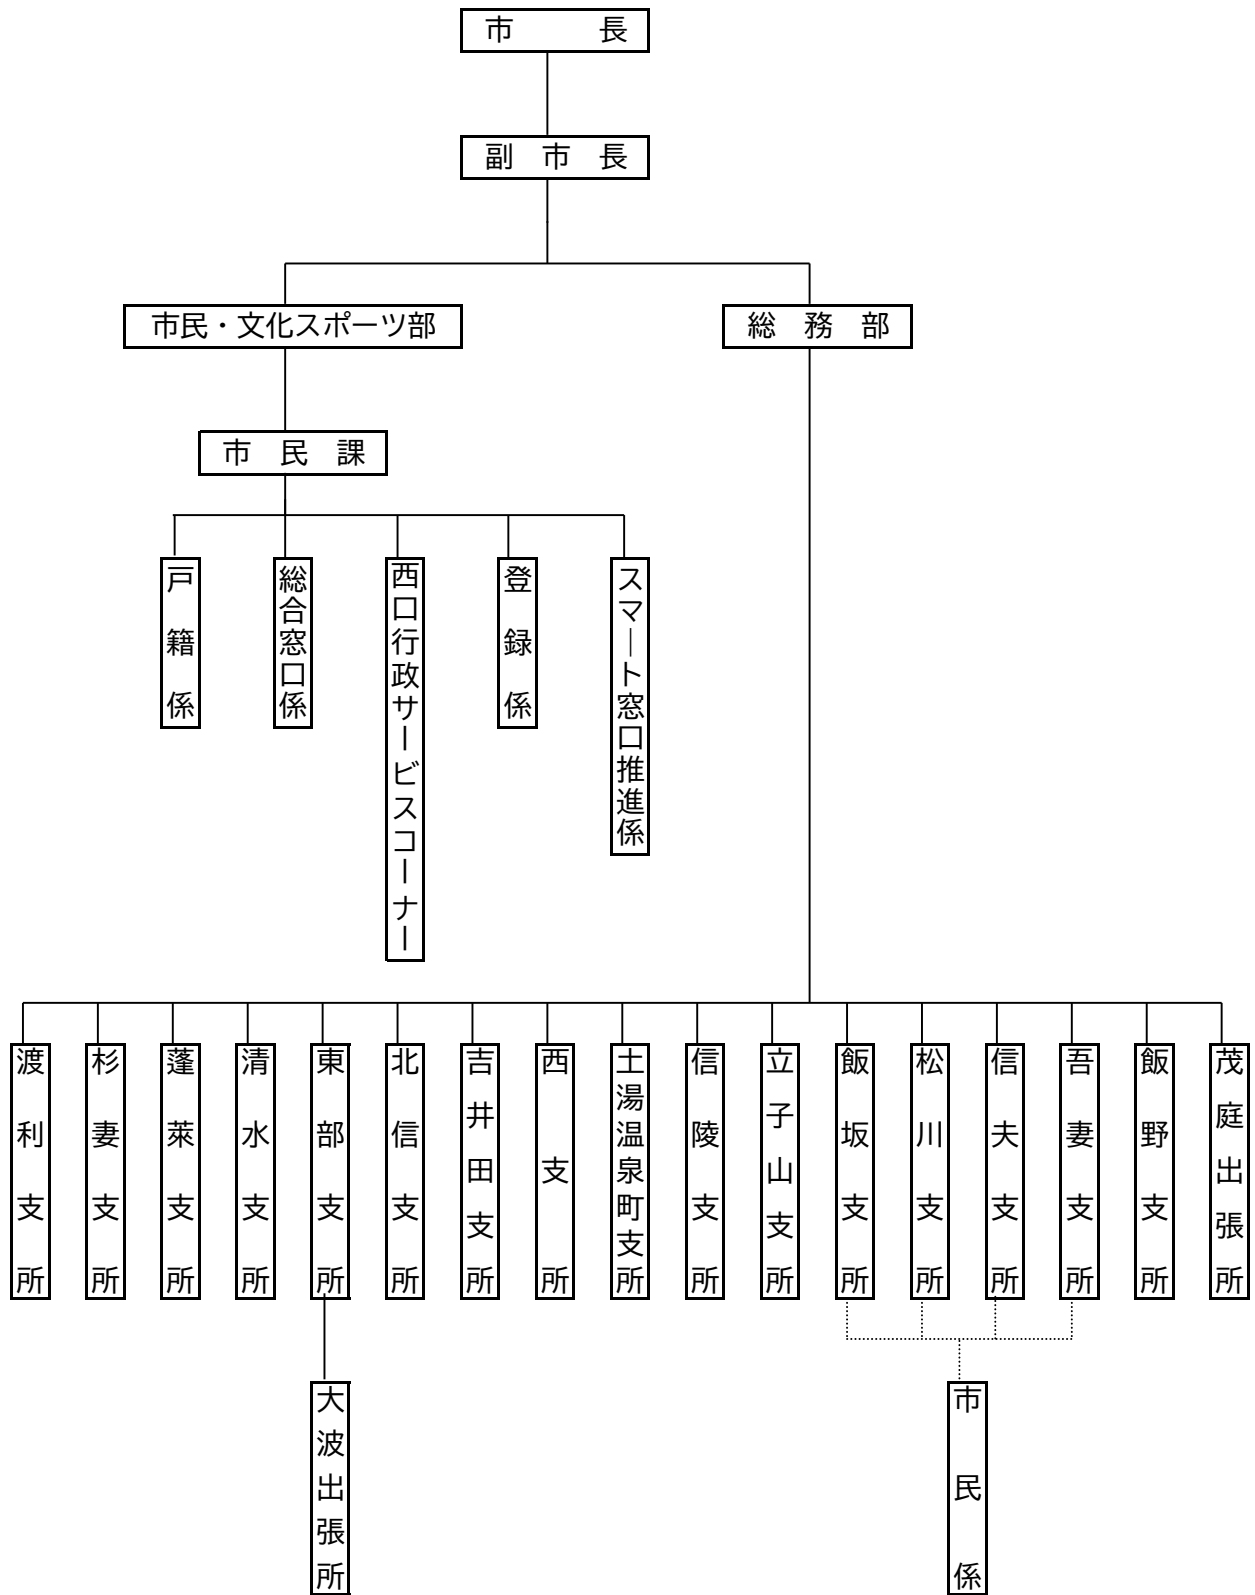 市　　　長
副　市　長
市民・文化スポーツ部
総　務　部
市　民　課
戸籍係
総合窓口係
西口行政サービスコーナー
登録係
スマート窓口推進係
渡利支所
杉妻支所
蓬萊支所
清水支所
東部支所
北信支所
吉井田支所
西支所
土湯温泉町支所
信陵支所
立子山支所
飯坂支所
松川支所
信夫支所
吾妻支所
飯野支所
茂庭出張所
大波出張所
市民係